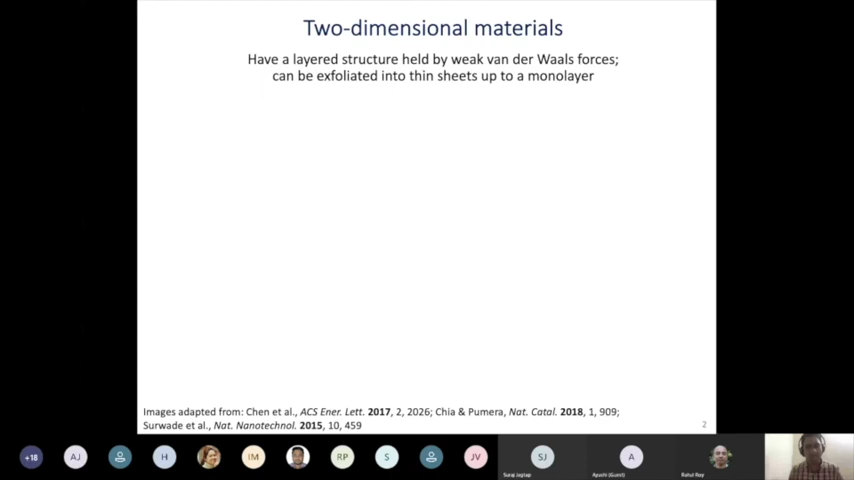 Two-dimensional materials
Have a layered structure held by weak van der Waals forces;
can be exfoliated into thin sheets up to a monolayer
Images adapted from: Chen et al., ACS Ener. Lett. 2017, 2, 2026; Chia & Pumera, Nat. Catal. 2018, 1, 909;
Surwade et al., Nat. Nanotechnol. 2015, 10, 459
2
+18
AJ
H
IM
RP
S
JV
SJ
A
Suraj Jagtap
Ayushi (Guest)
Rahul Roy